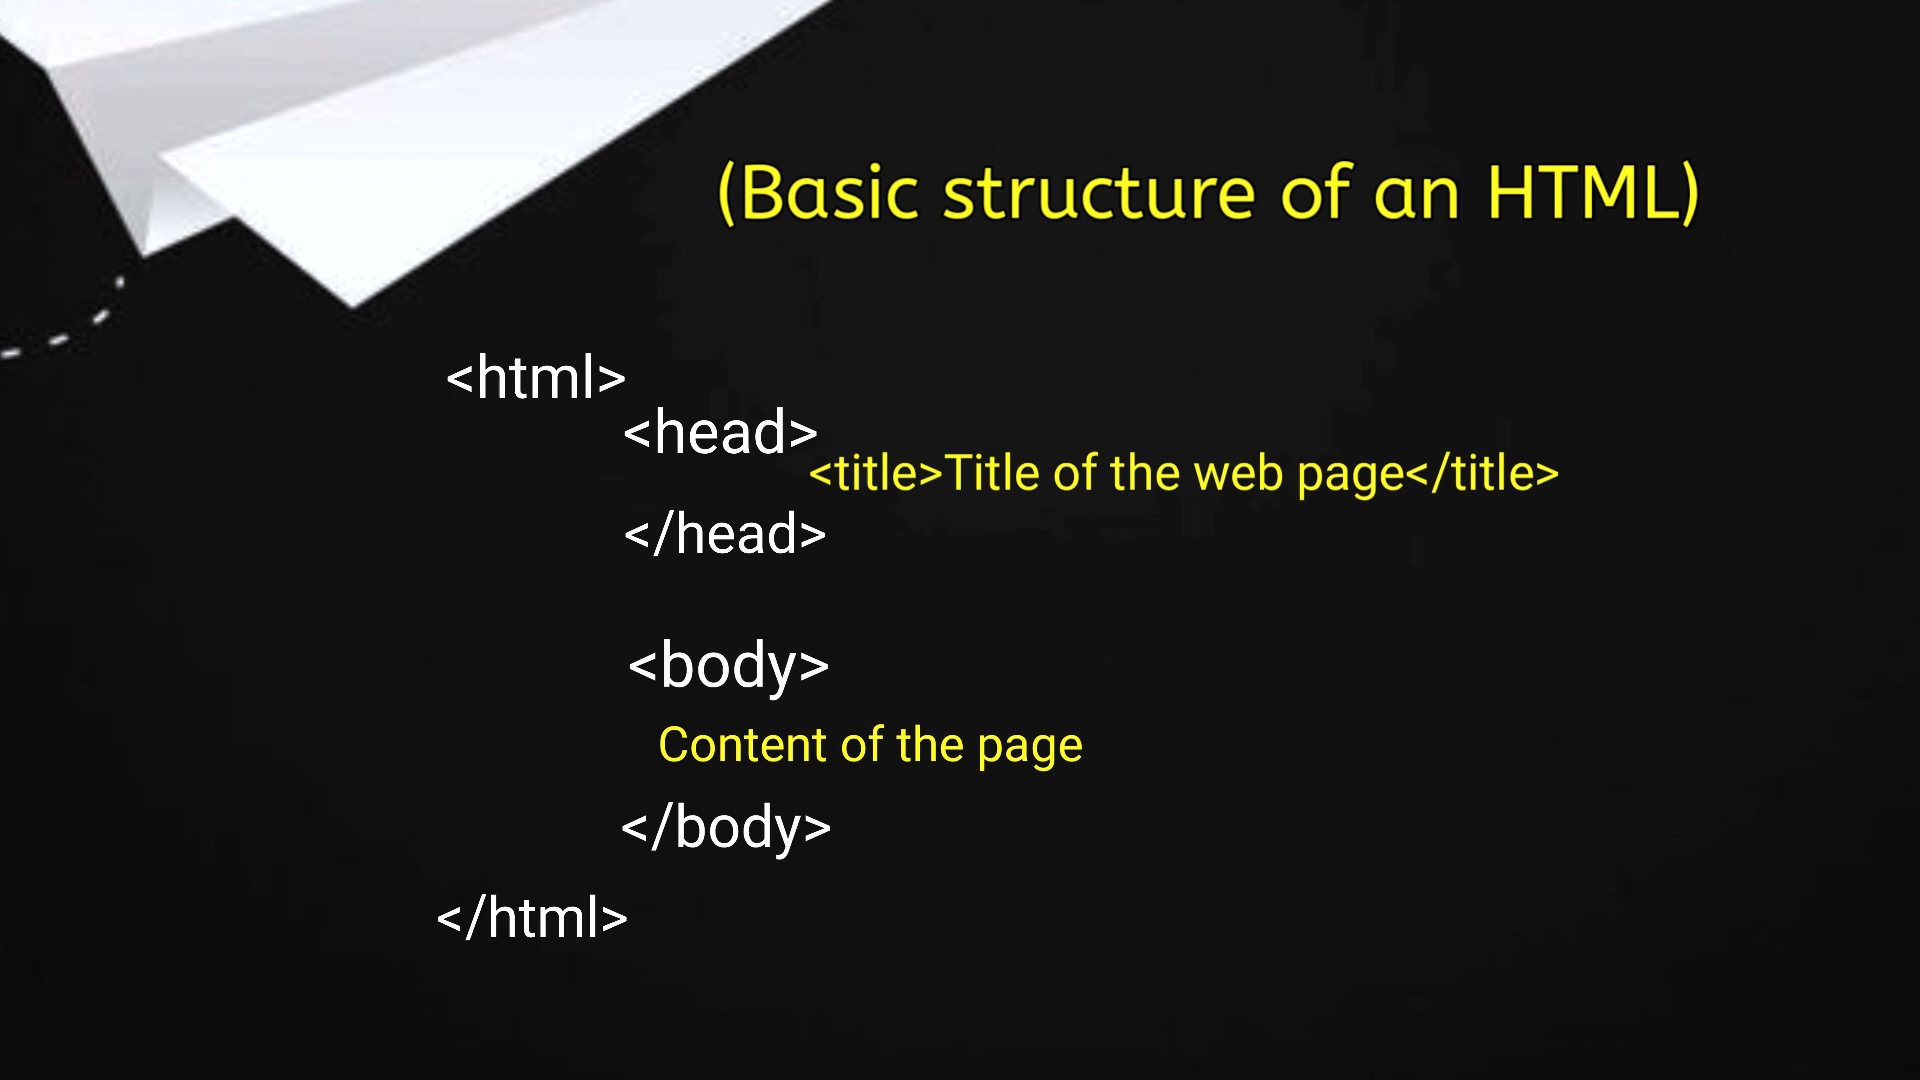 (Basic structure of an HTML)
<html>
<head>
<title>Title of the web page</title>
</head>
<body>
Content of the page
</body>
</html>